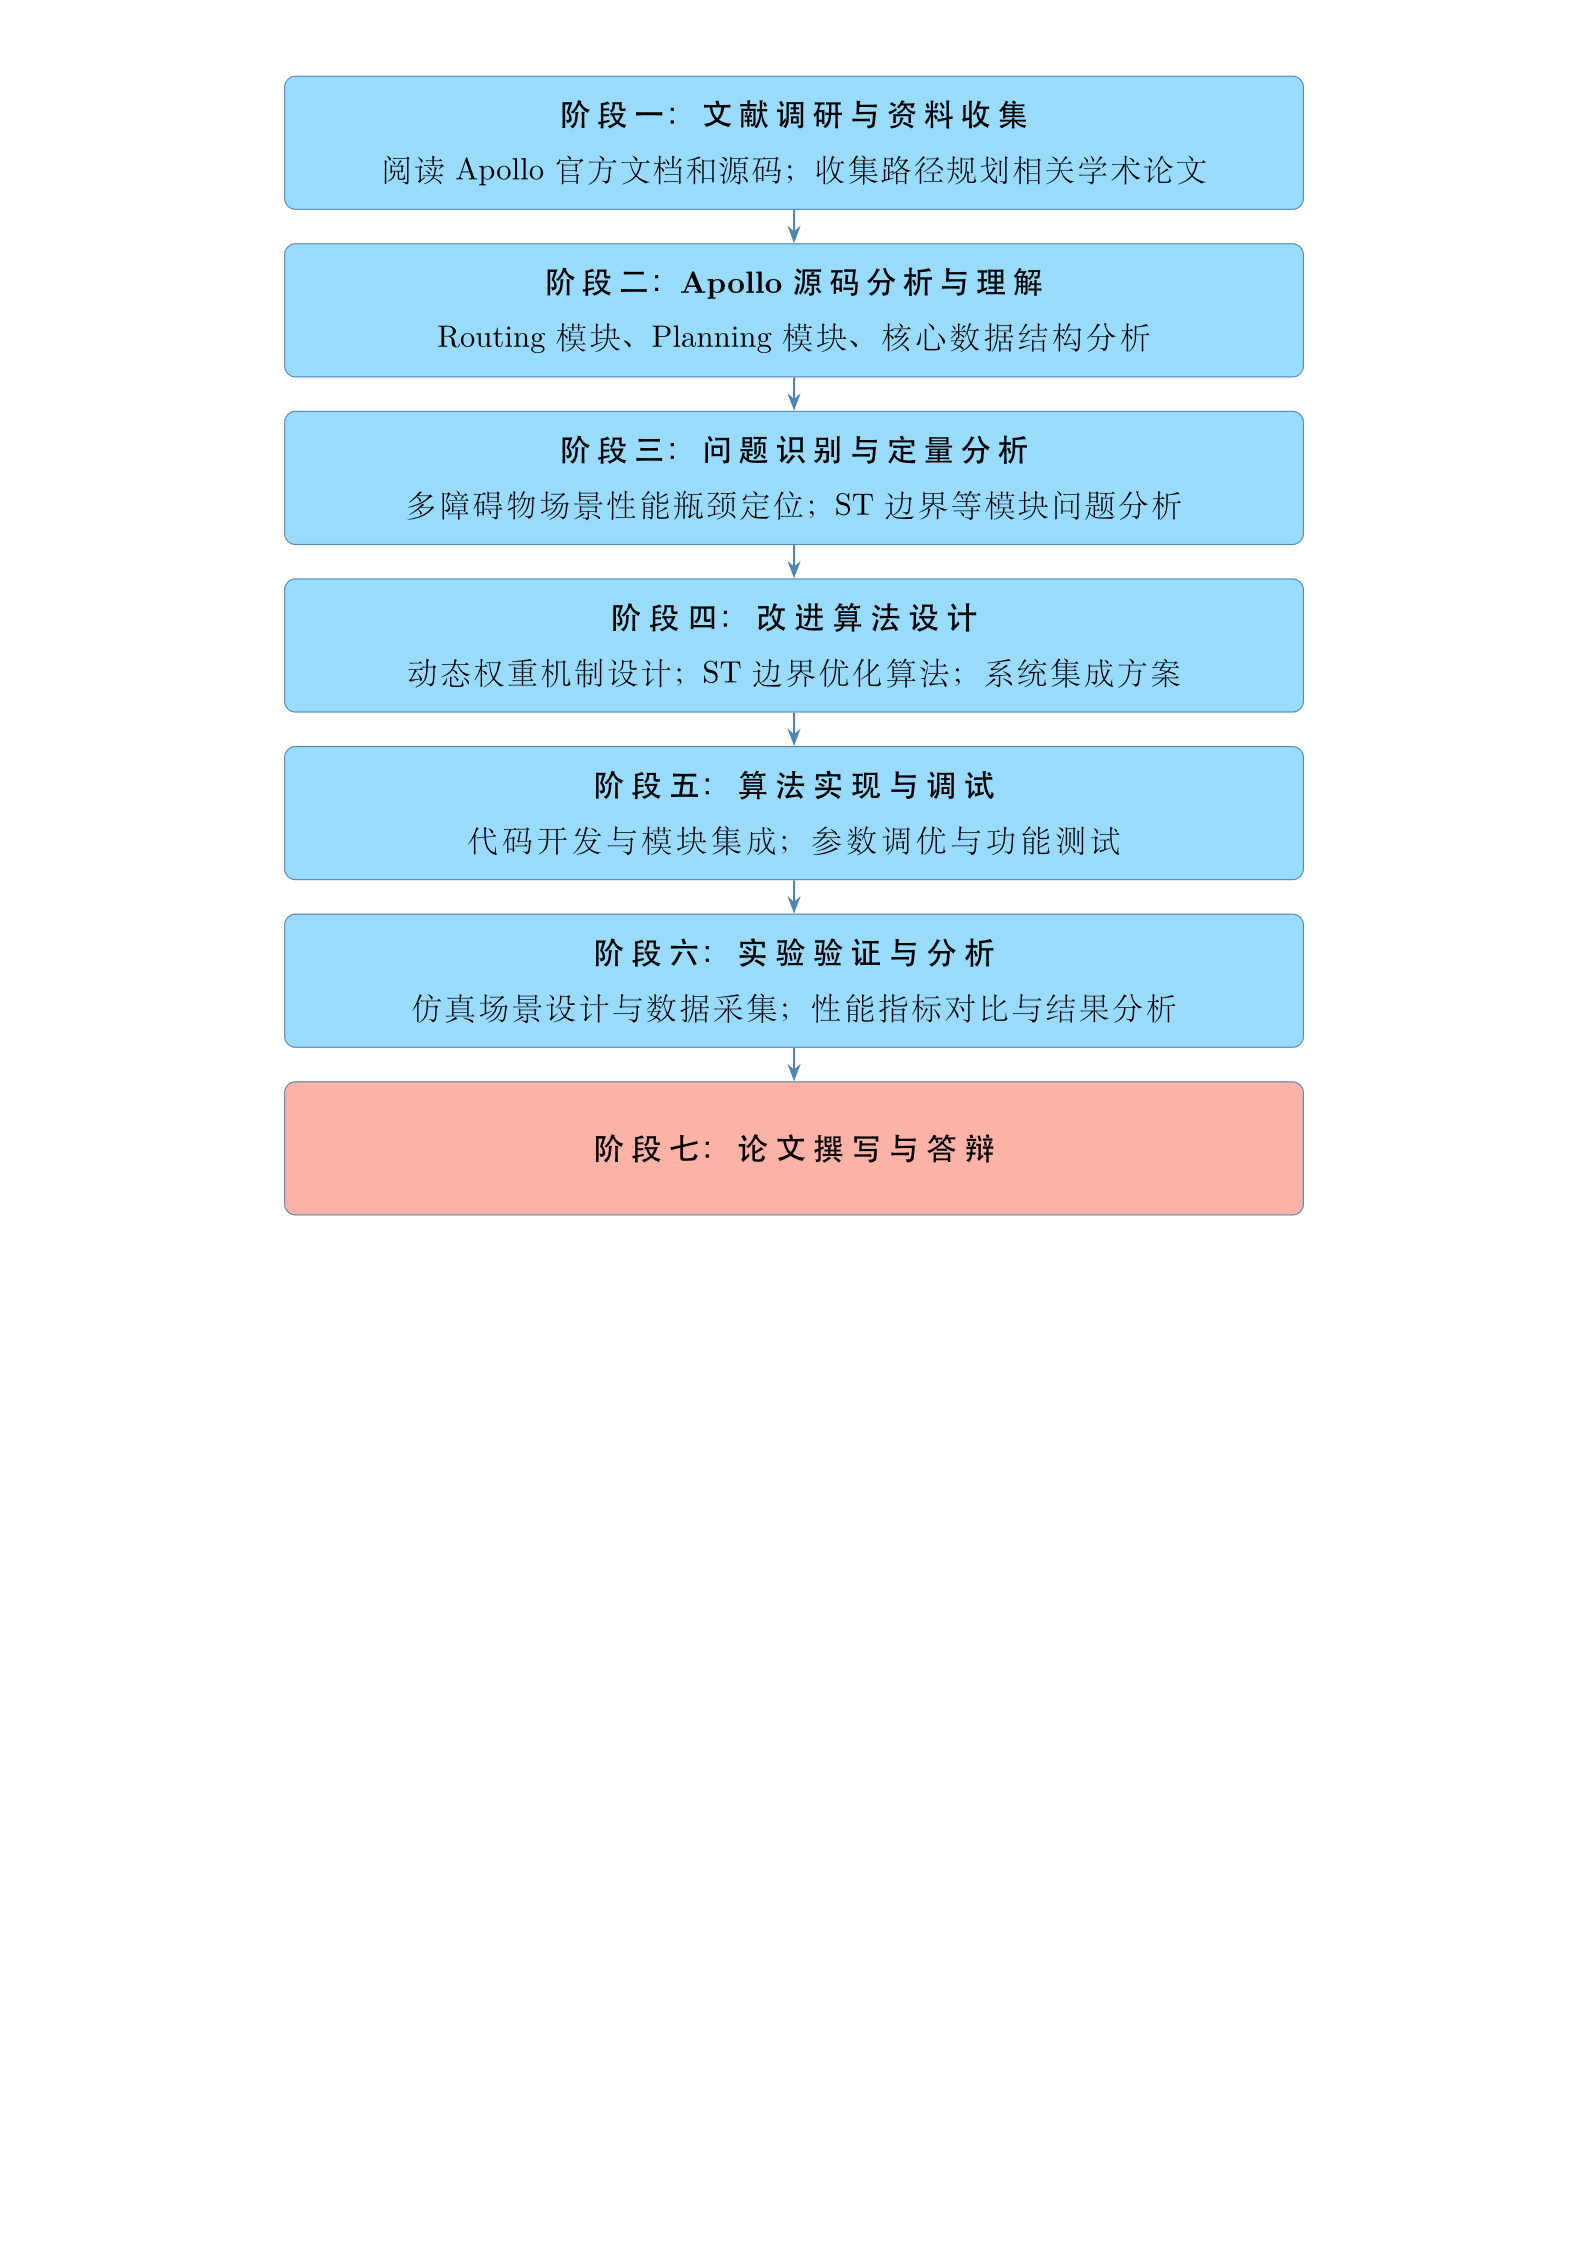 阶段一：文献调研与资料收集
阅读 Apollo 官方文档和源码；收集路径规划相关学术论文
阶段二：Apollo 源码分析与理解
Routing 模块、Planning 模块、核心数据结构分析
阶段三：问题识别与定量分析
多障碍物场景性能瓶颈定位；ST 边界等模块问题分析
阶段四：改进算法设计
动态权重机制设计；ST 边界优化算法；系统集成方案
阶段五：算法实现与调试
代码开发与模块集成；参数调优与功能测试
阶段六：实验验证与分析
仿真场景设计与数据采集；性能指标对比与结果分析
阶段七：论文撰写与答辩